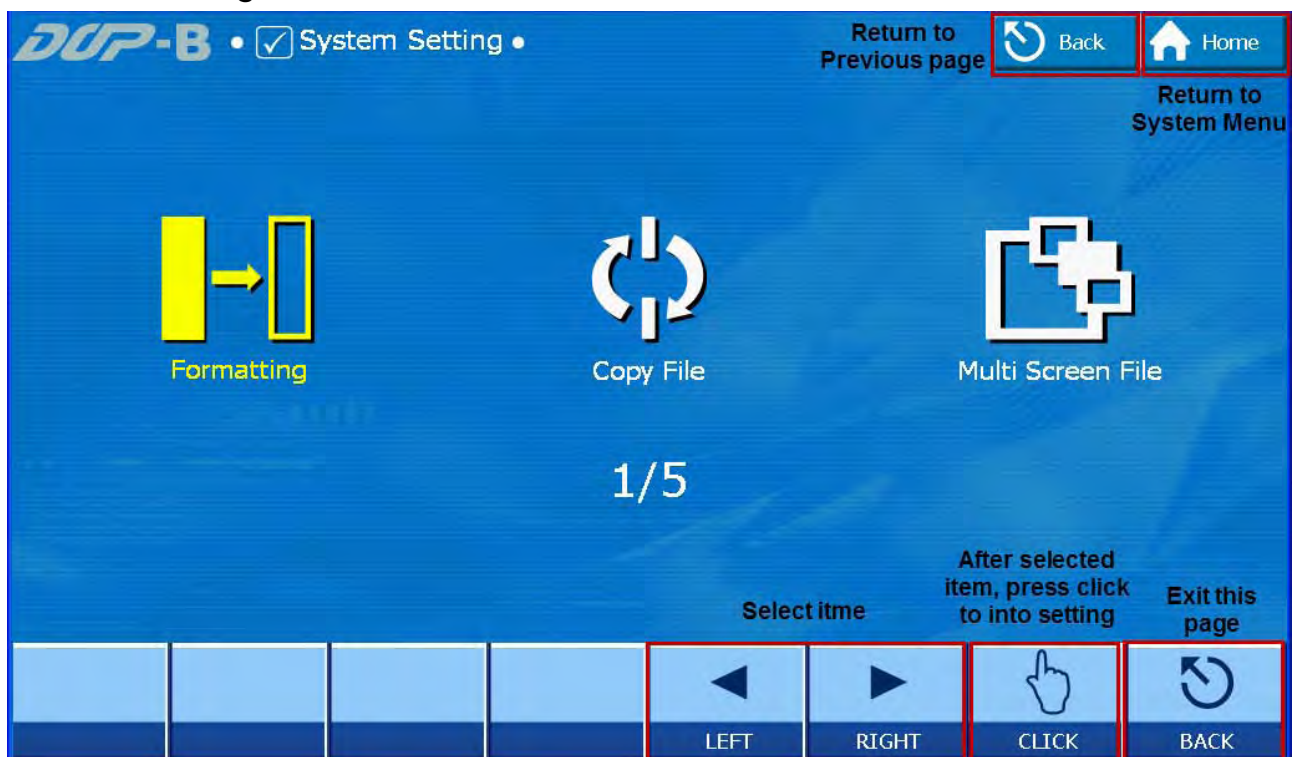 DOP-B • System Setting •
Return to
Previous page
Back
Home
Return to
System Menu
Formatting
Copy File
Multi Screen File
1/5
Select itme
After selected
item, press click
to into setting
Exit this
page
LEFT
RIGHT
CLICK
BACK